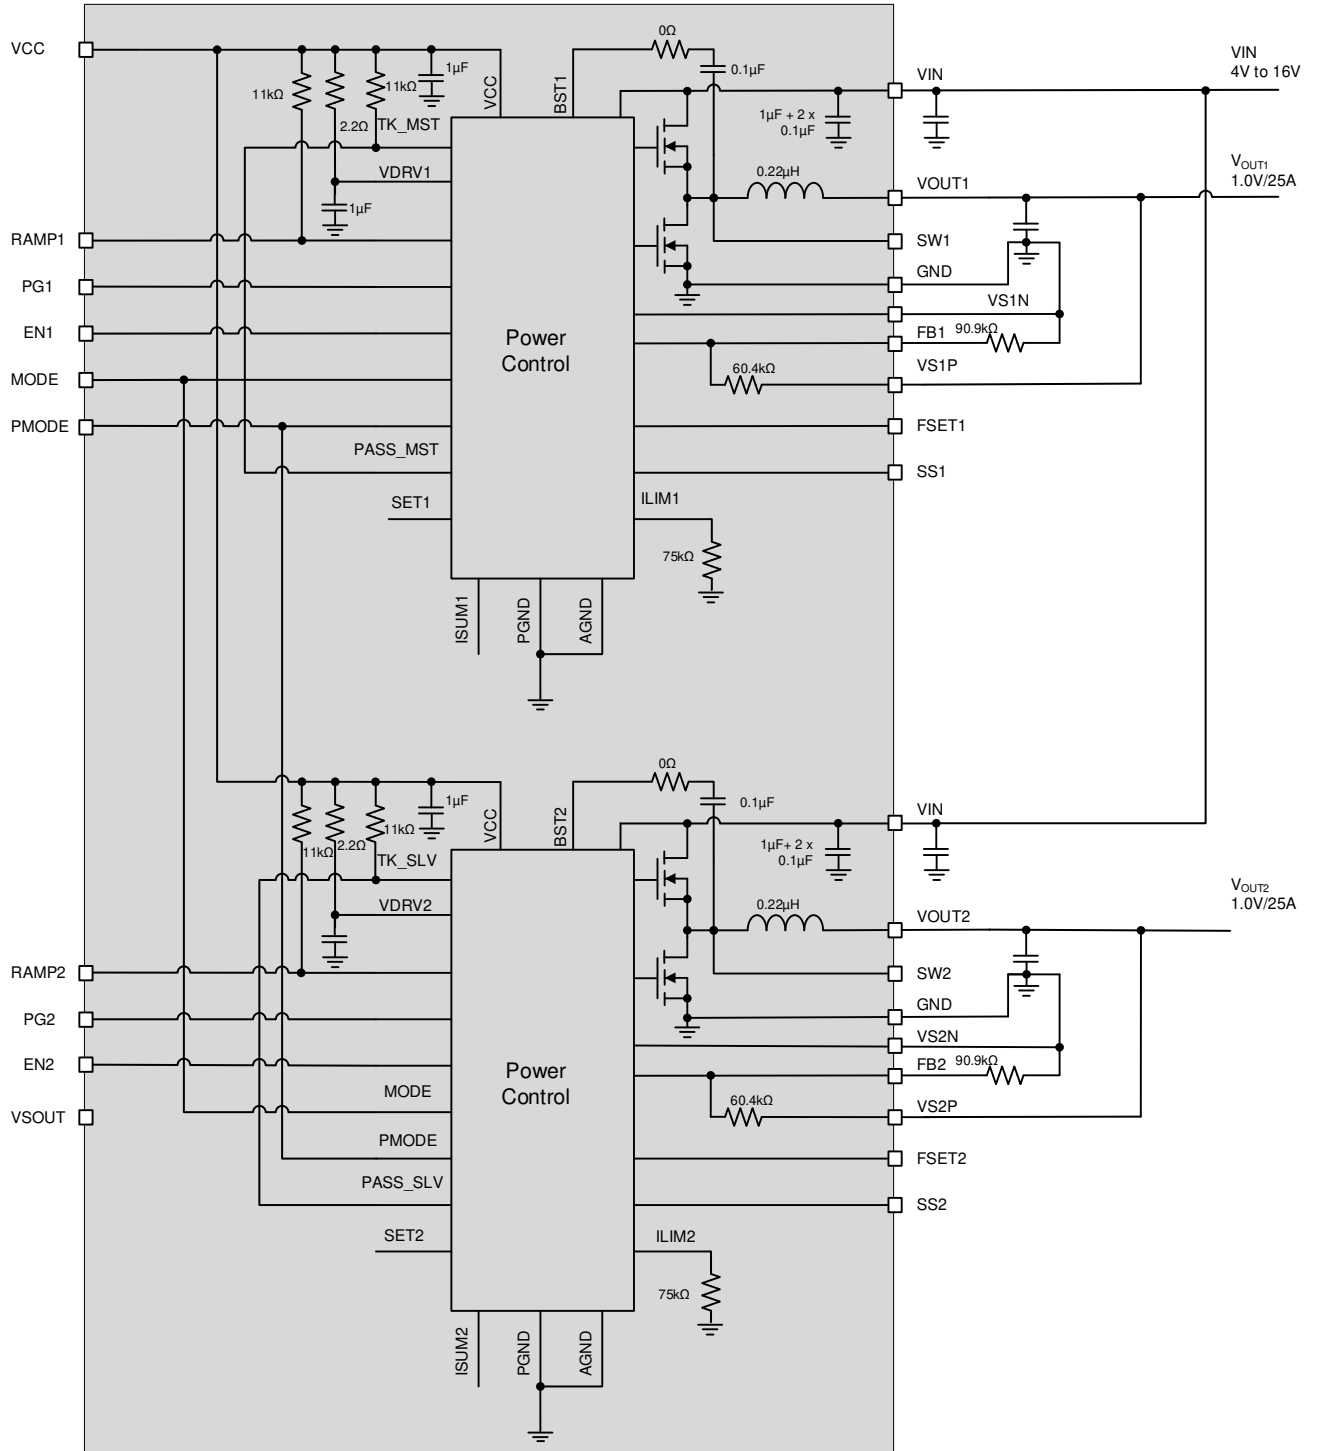 VCC
11kΩ
2.2Ω
11kΩ
1µF
VCC
BST1
0Ω
0.1µF
VIN
VIN
4V to 16V
TK_MST
1µF + 2 x
0.1µF
VDRV1
1µF
0.22µH
VOUT1
VOUT1
1.0V/25A
RAMP1
SW1
PG1
GND
VS1N
EN1
Power
Control
FB1
90.9kΩ
MODE
60.4kΩ
VS1P
PMODE
FSET1
PASS_MST
SS1
SET1
ILIM1
75kΩ
ISUM1
PGND
AGND
0Ω
0.1µF
1µF
VCC
BST2
VIN
11kΩ
2.2Ω
11kΩ
TK_SLV
1µF+ 2 x
0.1µF
VDRV2
0.22µH
VOUT2
VOUT2
1.0V/25A
RAMP2
SW2
PG2
GND
VS2N
EN2
Power
Control
FB2
90.9kΩ
MODE
60.4kΩ
VS2P
VSOUT
PMODE
FSET2
PASS_SLV
SS2
SET2
ILIM2
75kΩ
ISUM2
PGND
AGND